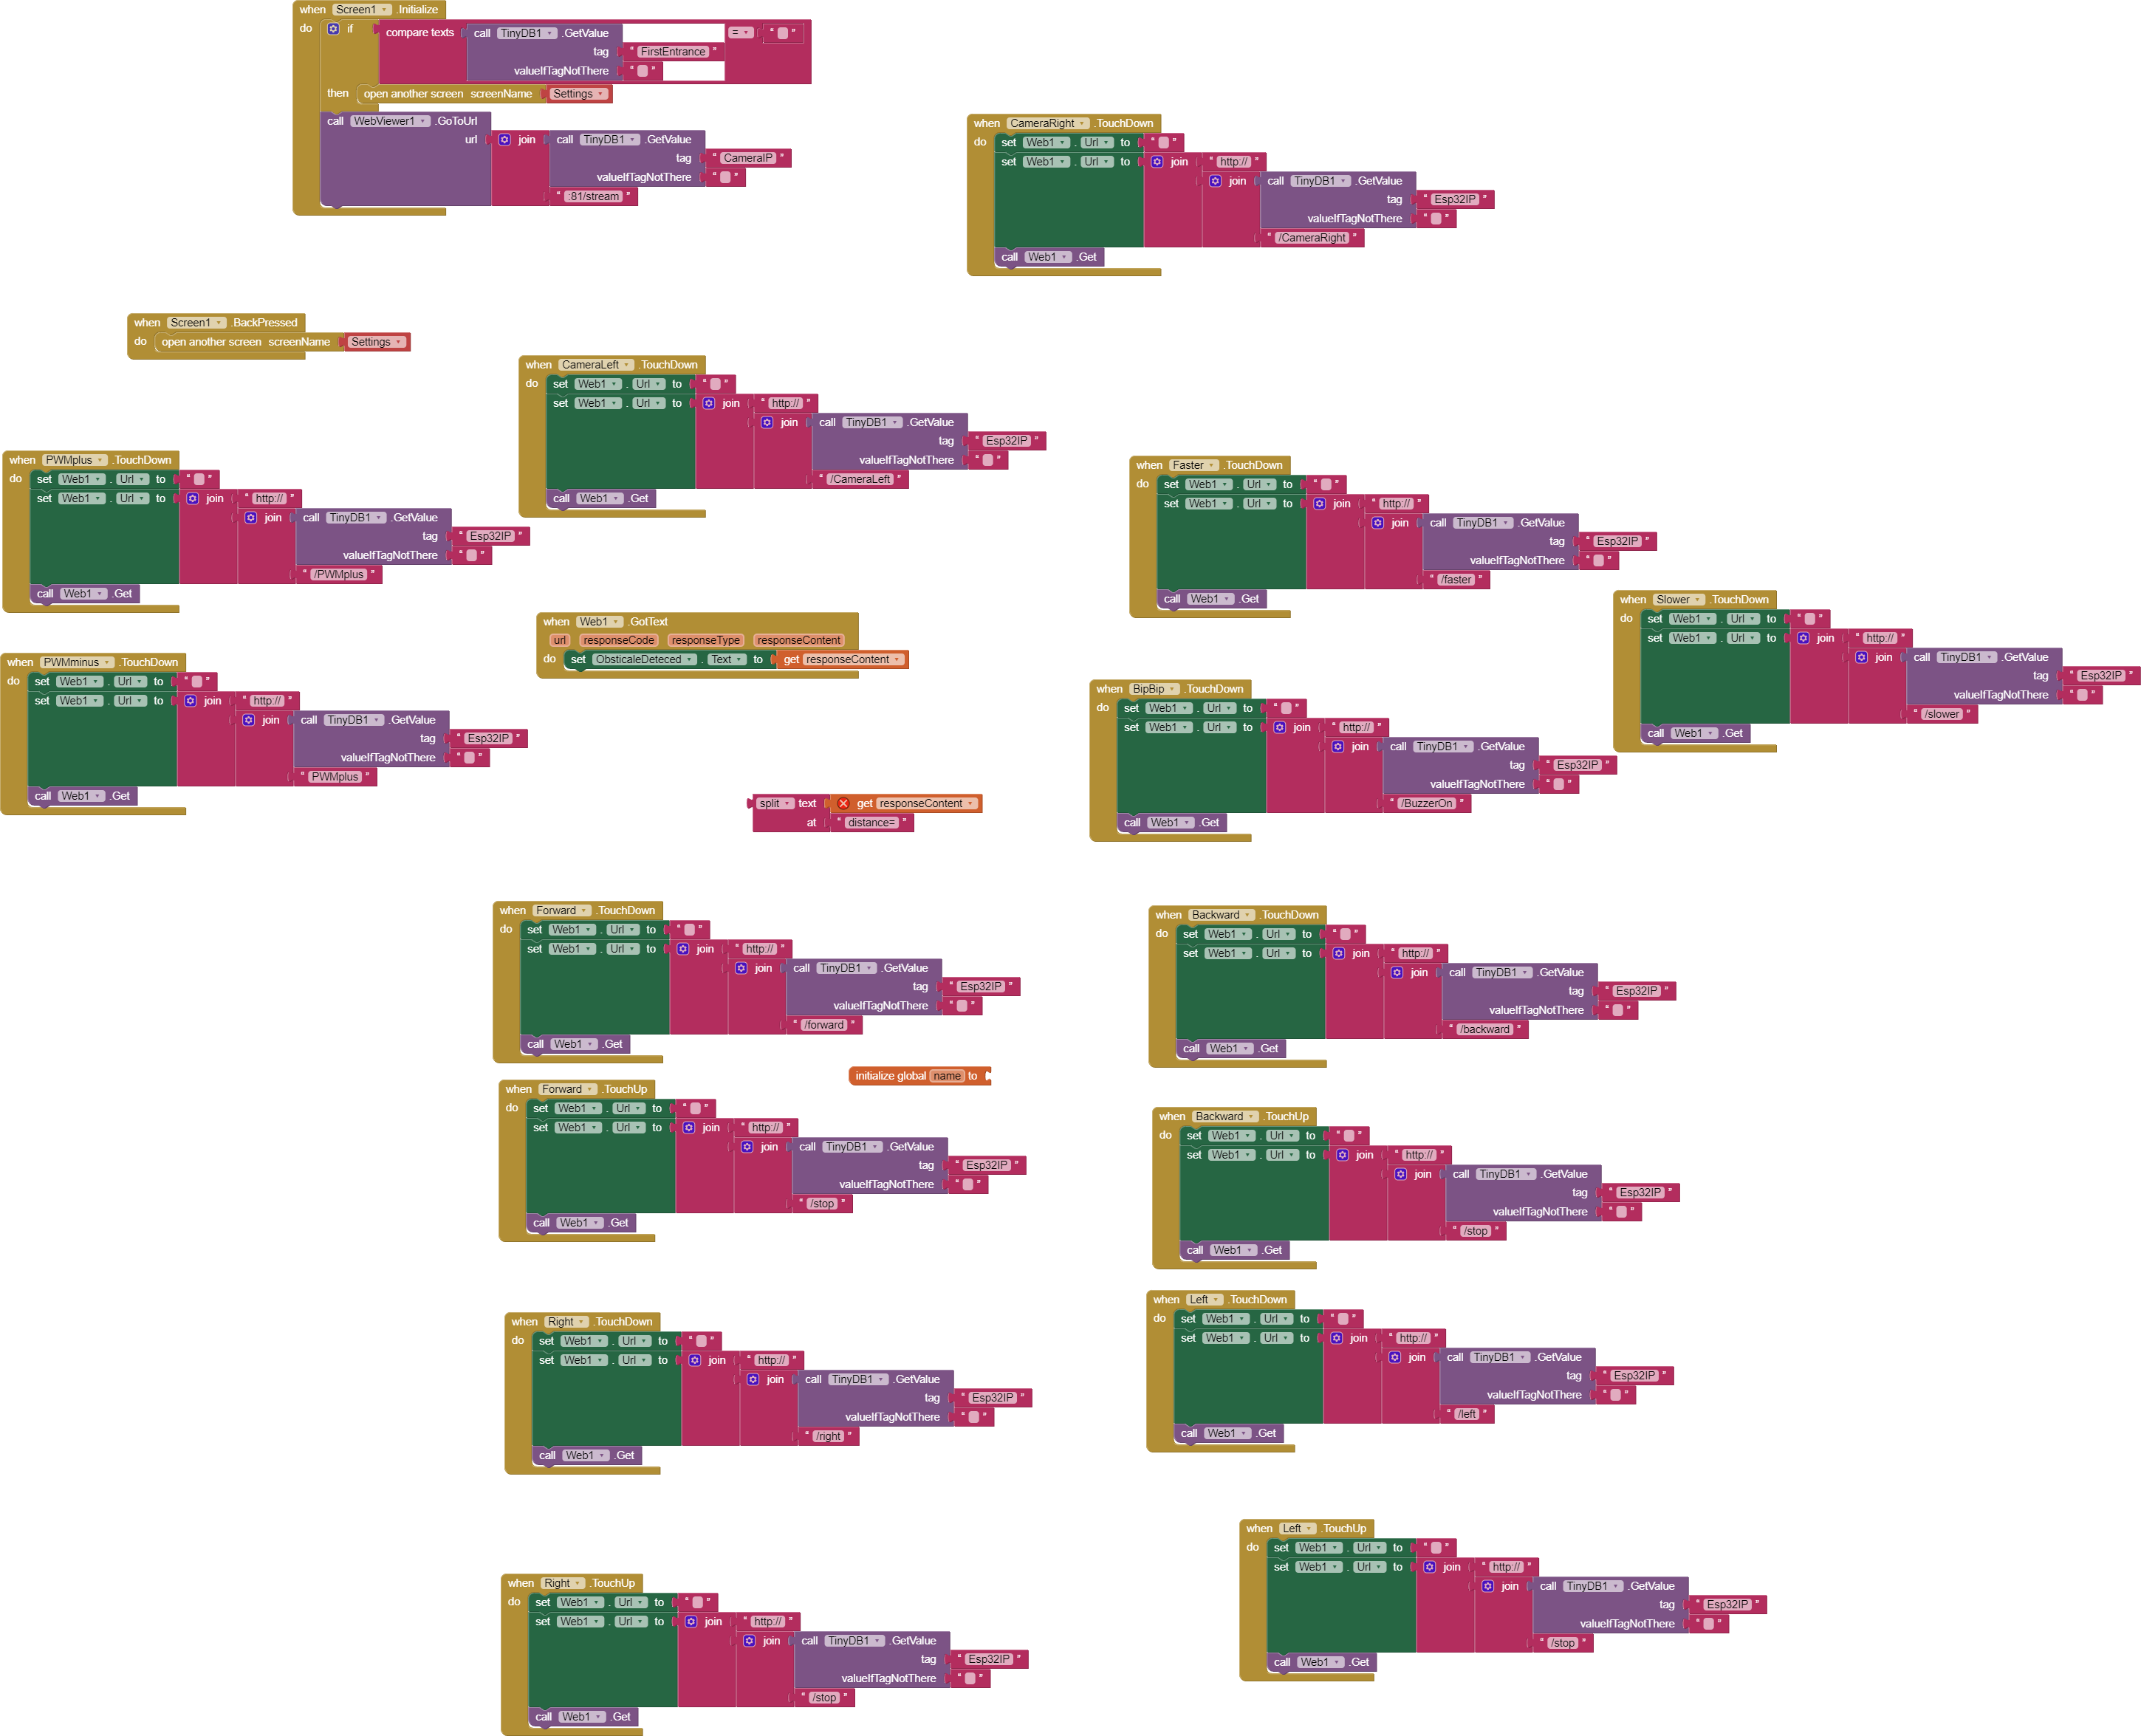 when Screen1 .Initialize
do if compare texts call TinyDB1 .GetValue = " "
tag " FirstEntrance "
valueIfTagNotThere " "
then open another screen screenName Settings
call WebViewer1 .GoToUrl
url join call TinyDB1 .GetValue
tag " CameraIP "
valueIfTagNotThere " "
" :81/stream "
when CameraRight .TouchDown
do set Web1 . Url to " "
set Web1 . Url to join " http:// "
join call TinyDB1 .GetValue
tag " Esp32IP "
valueIfTagNotThere " "
" /CameraRight "
call Web1 .Get
when Screen1 .BackPressed
do open another screen screenName Settings
when CameraLeft .TouchDown
do set Web1 . Url to " "
set Web1 . Url to join " http:// "
join call TinyDB1 .GetValue
tag " Esp32IP "
valueIfTagNotThere " "
" /CameraLeft "
call Web1 .Get
when PWMplus .TouchDown
do set Web1 . Url to " "
set Web1 . Url to join " http:// "
join call TinyDB1 .GetValue
tag " Esp32IP "
valueIfTagNotThere " "
" /PWMplus "
call Web1 .Get
when Faster .TouchDown
do set Web1 . Url to " "
set Web1 . Url to join " http:// "
join call TinyDB1 .GetValue
tag " Esp32IP "
valueIfTagNotThere " "
" /faster "
call Web1 .Get
when Slower .TouchDown
do set Web1 . Url to " "
set Web1 . Url to join " http:// "
join call TinyDB1 .GetValue
tag " Esp32IP "
valueIfTagNotThere " "
" /slower "
call Web1 .Get
when Web1 .GotText
url responseCode responseType responseContent
do set ObsticaleDeteced . Text to get responseContent
when PWMminus .TouchDown
do set Web1 . Url to " "
set Web1 . Url to join " http:// "
join call TinyDB1 .GetValue
tag " Esp32IP "
valueIfTagNotThere " "
" PWMplus "
call Web1 .Get
when BipBip .TouchDown
do set Web1 . Url to " "
set Web1 . Url to join " http:// "
join call TinyDB1 .GetValue
tag " Esp32IP "
valueIfTagNotThere " "
" /BuzzerOn "
call Web1 .Get
split text get responseContent
at " distance= "
when Forward .TouchDown
do set Web1 . Url to " "
set Web1 . Url to join " http:// "
join call TinyDB1 .GetValue
tag " Esp32IP "
valueIfTagNotThere " "
" /forward "
call Web1 .Get
when Backward .TouchDown
do set Web1 . Url to " "
set Web1 . Url to join " http:// "
join call TinyDB1 .GetValue
tag " Esp32IP "
valueIfTagNotThere " "
" /backward "
call Web1 .Get
initialize global name to
when Forward .TouchUp
do set Web1 . Url to " "
set Web1 . Url to join " http:// "
join call TinyDB1 .GetValue
tag " Esp32IP "
valueIfTagNotThere " "
" /stop "
call Web1 .Get
when Backward .TouchUp
do set Web1 . Url to " "
set Web1 . Url to join " http:// "
join call TinyDB1 .GetValue
tag " Esp32IP "
valueIfTagNotThere " "
" /stop "
call Web1 .Get
when Right .TouchDown
do set Web1 . Url to " "
set Web1 . Url to join " http:// "
join call TinyDB1 .GetValue
tag " Esp32IP "
valueIfTagNotThere " "
" /right "
call Web1 .Get
when Left .TouchDown
do set Web1 . Url to " "
set Web1 . Url to join " http:// "
join call TinyDB1 .GetValue
tag " Esp32IP "
valueIfTagNotThere " "
" /left "
call Web1 .Get
when Left .TouchUp
do set Web1 . Url to " "
set Web1 . Url to join " http:// "
join call TinyDB1 .GetValue
tag " Esp32IP "
valueIfTagNotThere " "
" /stop "
call Web1 .Get
when Right .TouchUp
do set Web1 . Url to " "
set Web1 . Url to join " http:// "
join call TinyDB1 .GetValue
tag " Esp32IP "
valueIfTagNotThere " "
" /stop "
call Web1 .Get